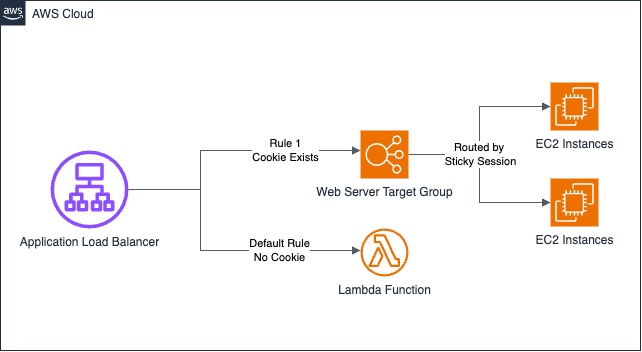 aws
AWS Cloud
Rule 1
Cookie Exists
Web Server Target Group
Routed by
Sticky Session
EC2 Instances
EC2 Instances
Application Load Balancer
Default Rule
No Cookie
Lambda Function